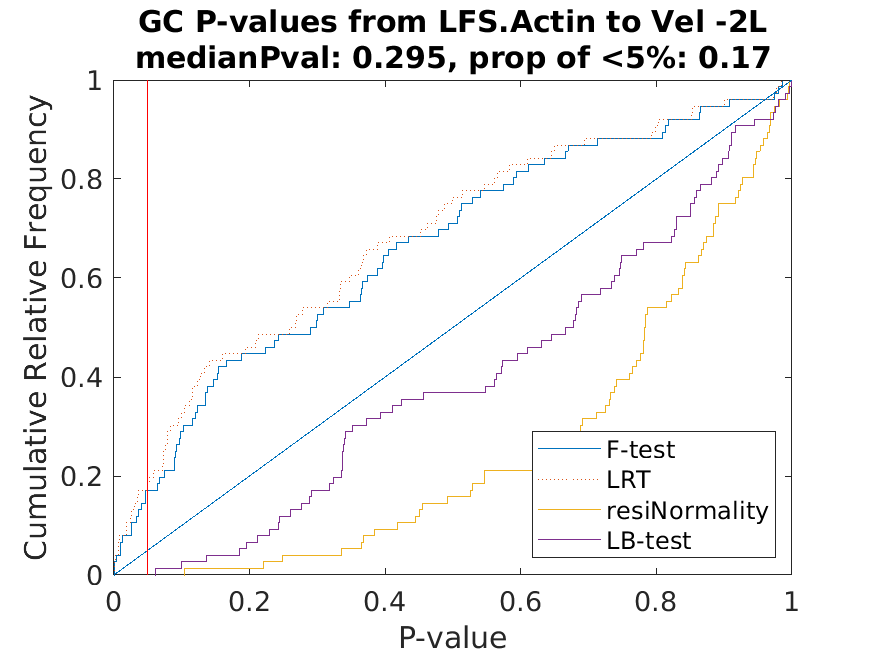 GC P-values from LFS.Actin to Vel -2L
medianPval: 0.295, prop of <5%: 0.17
Cumulative Relative Frequency
1
0.8
0.6
0.4
0.2
0
0
0.2
0.4
0.6
0.8
1
P-value
F-test
LRT
resiNormality
LB-test